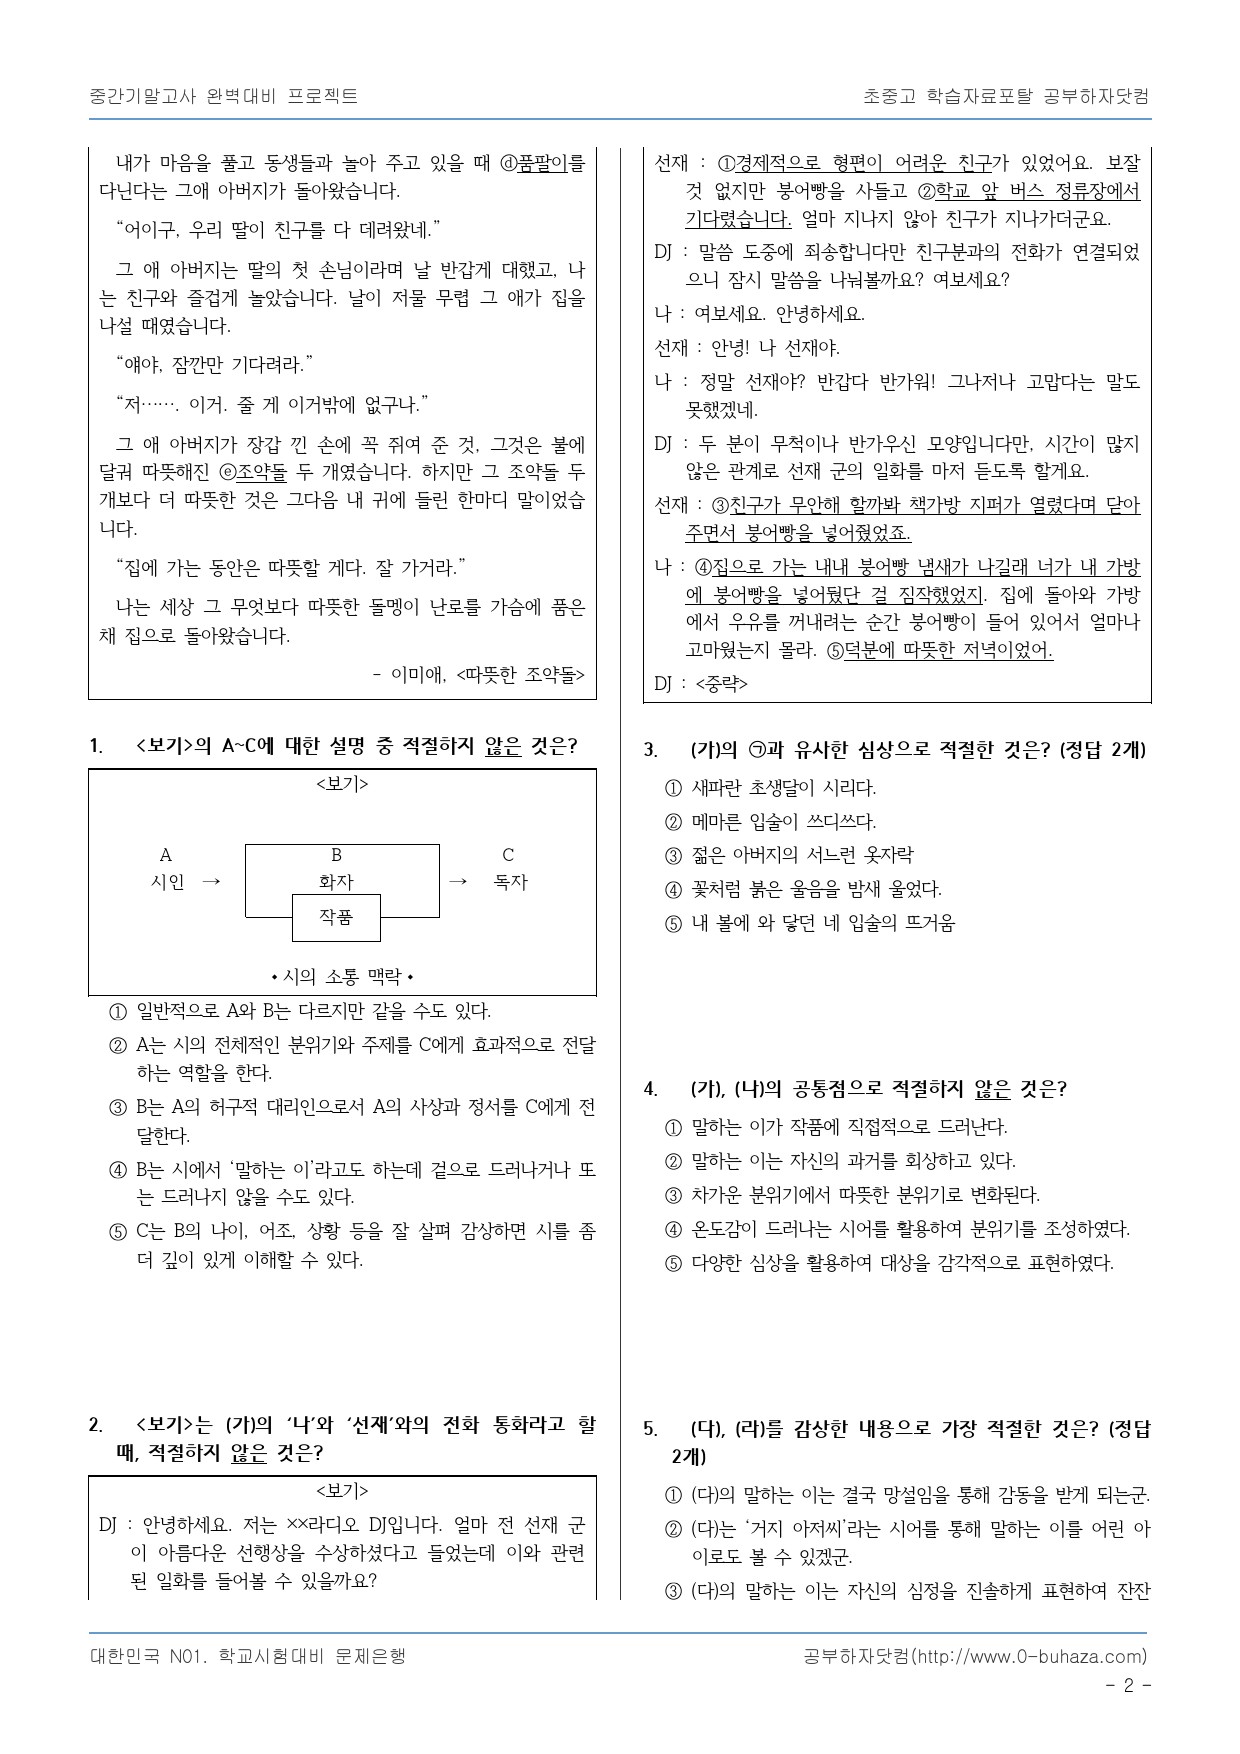 중간기말고사 완벽대비 프로젝트
초중고 학습자료포탈 공부하자닷컴
내가 마음을 풀고 동생들과 놀아 주고 있을 때 ⓓ품팔이를
다닌다는 그애 아버지가 돌아왔습니다.
“어이구, 우리 딸이 친구를 다 데려왔네.”
그 애 아버지는 딸의 첫 손님이라며 날 반갑게 대했고, 나
는 친구와 즐겁게 놀았습니다. 날이 저물 무렵 그 애가 집을
나설 때였습니다.
“얘야, 잠깐만 기다려라.”
“저……. 이거. 줄 게 이거밖에 없구나.”
그 애 아버지가 장갑 낀 손에 꼭 쥐여 준 것, 그것은 불에
달궈 따뜻해진 ⓔ조약돌 두 개였습니다. 하지만 그 조약돌 두
개보다 더 따뜻한 것은 그다음 내 귀에 들린 한마디 말이었습
니다.
“집에 가는 동안은 따뜻할 게다. 잘 가거라.”
나는 세상 그 무엇보다 따뜻한 돌멩이 난로를 가슴에 품은
채 집으로 돌아왔습니다.
- 이미애, <따뜻한 조약돌>
1. <보기>의 A~C에 대한 설명 중 적절하지 않은 것은?
<보기>
A B C
시인 → 화자 → 독자
작품
⬩시의 소통 맥락⬩
① 일반적으로 A와 B는 다르지만 같을 수도 있다.
② A는 시의 전체적인 분위기와 주제를 C에게 효과적으로 전달
하는 역할을 한다.
③ B는 A의 허구적 대리인으로서 A의 사상과 정서를 C에게 전
달한다.
④ B는 시에서 ‘말하는 이’라고도 하는데 겉으로 드러나거나 또
는 드러나지 않을 수도 있다.
⑤ C는 B의 나이, 어조, 상황 등을 잘 살펴 감상하면 시를 좀
더 깊이 있게 이해할 수 있다.
2. <보기>는 (가)의 ‘나’와 ‘선재’와의 전화 통화라고 할
때, 적절하지 않은 것은?
<보기>
DJ : 안녕하세요. 저는 ××라디오 DJ입니다. 얼마 전 선재 군
이 아름다운 선행상을 수상하셨다고 들었는데 이와 관련
된 일화를 들어볼 수 있을까요?
선재 : ①경제적으로 형편이 어려운 친구가 있었어요. 보잘
것 없지만 붕어빵을 사들고 ②학교 앞 버스 정류장에서
기다렸습니다. 얼마 지나지 않아 친구가 지나가더군요.
DJ : 말씀 도중에 죄송합니다만 친구분과의 전화가 연결되었
으니 잠시 말씀을 나눠볼까요? 여보세요?
나 : 여보세요. 안녕하세요.
선재 : 안녕! 나 선재야.
나 : 정말 선재야? 반갑다 반가워! 그나저나 고맙다는 말도
못했겠네.
DJ : 두 분이 무척이나 반가우신 모양입니다만, 시간이 많지
않은 관계로 선재 군의 일화를 마저 듣도록 할게요.
선재 : ③친구가 무안해 할까봐 책가방 지퍼가 열렸다며 닫아
주면서 붕어빵을 넣어줬었죠.
나 : ④집으로 가는 내내 붕어빵 냄새가 나길래 너가 내 가방
에 붕어빵을 넣어뒀단 걸 짐작했었지. 집에 돌아와 가방
에서 우유를 꺼내려는 순간 붕어빵이 들어 있어서 얼마나
고마웠는지 몰라. ⑤덕분에 따뜻한 저녁이었어.
DJ : <중략>
3. (가)의 ㉠과 유사한 심상으로 적절한 것은? (정답 2개)
① 새파란 초생달이 시리다.
② 메마른 입술이 쓰디쓰다.
③ 젊은 아버지의 서느런 옷자락
④ 꽃처럼 붉은 울음을 밤새 울었다.
⑤ 내 볼에 와 닿던 네 입술의 뜨거움
4. (가), (나)의 공통점으로 적절하지 않은 것은?
① 말하는 이가 작품에 직접적으로 드러난다.
② 말하는 이는 자신의 과거를 회상하고 있다.
③ 차가운 분위기에서 따뜻한 분위기로 변화된다.
④ 온도감이 드러나는 시어를 활용하여 분위기를 조성하였다.
⑤ 다양한 심상을 활용하여 대상을 감각적으로 표현하였다.
5. (다), (라)를 감상한 내용으로 가장 적절한 것은? (정답
2개)
① (다)의 말하는 이는 결국 망설임을 통해 감동을 받게 되는군.
② (다)는 ‘거지 아저씨’라는 시어를 통해 말하는 이를 어린 아
이로도 볼 수 있겠군.
③ (다)의 말하는 이는 자신의 심정을 진솔하게 표현하여 잔잔
대한민국 N01. 학교시험대비 문제은행
공부하자닷컴(http://www.0-buhaza.com)
- 2 -